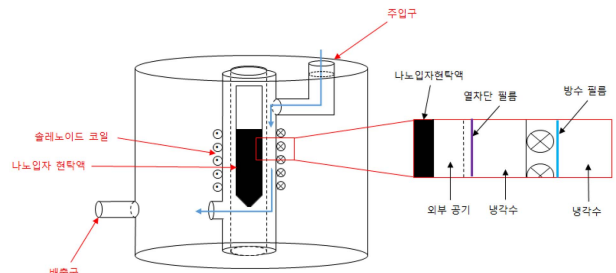 주입구
나노입자현탁액
열차단 필름
방수 필름
솔레노이드 코일
나노입자 현탁액
외부 공기
냉각수
냉각수
배출구